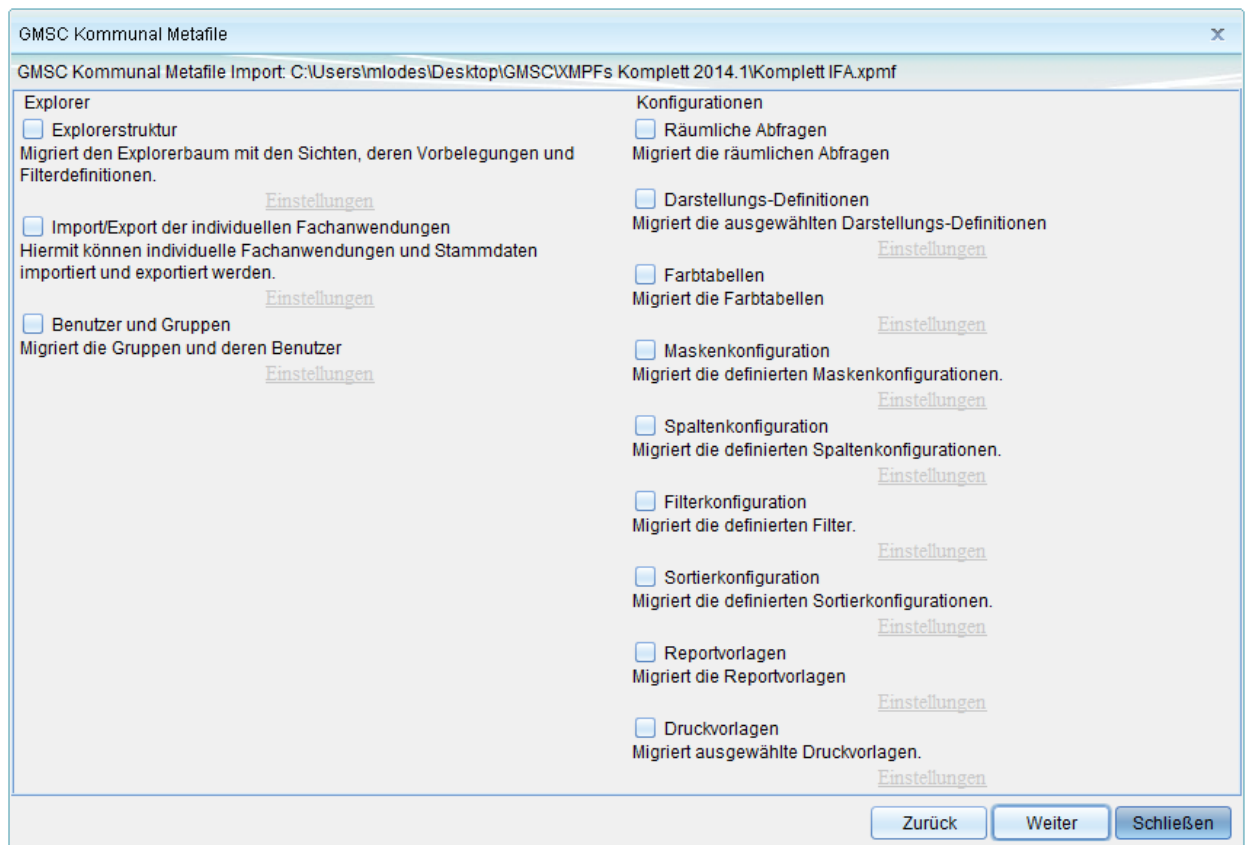 GMSC Kommunal Metafile
x
GMSC Kommunal Metafile Import: C:\Users\mlodes\Desktop\GMSC\XMPFs Komplett 2014.1\Komplett IFA.xpmf
Explorer
Explorerstruktur
Migriert den Explorerbaum mit den Sichten, deren Vorbelegungen und
Filterdefinitionen.
Einstellungen
Import/Export der individuellen Fachanwendungen
Hiermit können individuelle Fachanwendungen und Stammdaten
importiert und exportiert werden.
Einstellungen
Benutzer und Gruppen
Migriert die Gruppen und deren Benutzer
Einstellungen
Konfigurationen
Räumliche Abfragen
Migriert die räumlichen Abfragen
Darstellungs-Definitionen
Migriert die ausgewählten Darstellungs-Definitionen
Einstellungen
Farbtabellen
Migriert die Farbtabellen
Einstellungen
Maskenkonfiguration
Migriert die definierten Maskenkonfigurationen.
Einstellungen
Spaltenkonfiguration
Migriert die definierten Spaltenkonfigurationen.
Einstellungen
Filterkonfiguration
Migriert die definierten Filter.
Einstellungen
Sortierkonfiguration
Migriert die definierten Sortierkonfigurationen.
Einstellungen
Reportvorlagen
Migriert die Reportvorlagen
Einstellungen
Druckvorlagen
Migriert ausgewählte Druckvorlagen.
Einstellungen
Zurück
Weiter
Schließen